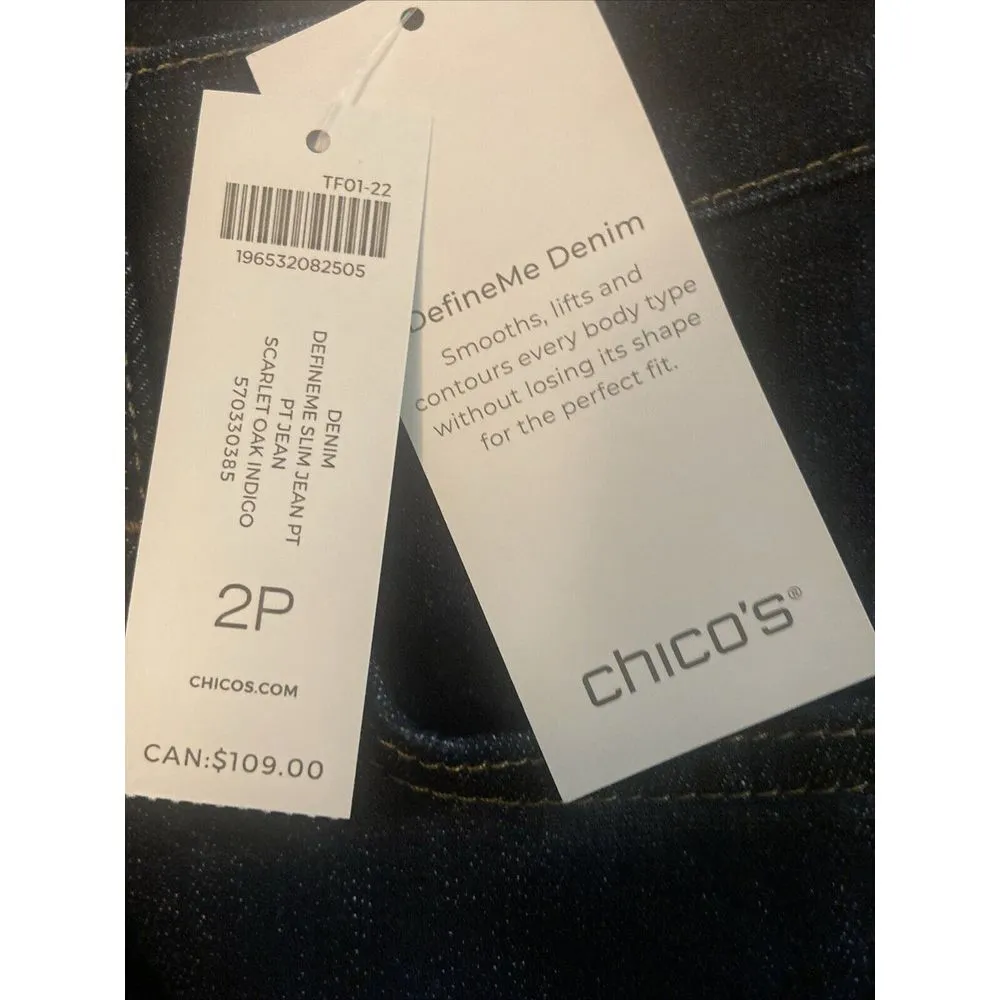 TF01-22
196532082505
DENIM
DEFINEME SLIM JEAN PT
PT JEAN
SCARLET OAK INDIGO
570330385
2P
CHICOS.COM
CAN:$109.00
DefineMe Denim
Smooths, lifts and
contours every body type
without losing its shape
for the perfect fit.
chico's®